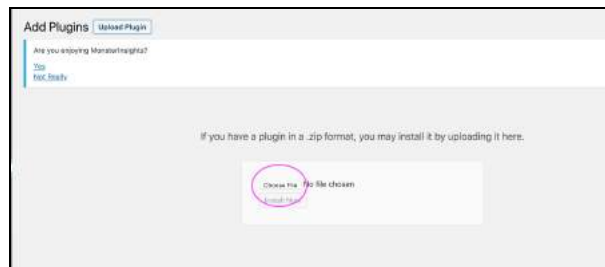 Add Plugins Upload Plugin
Are you enjoying MonsterInsights?
Yes
Not Ready
If you have a plugin in a .zip format, you may install it by uploading it here.
Choose File No file chosen
Install Now